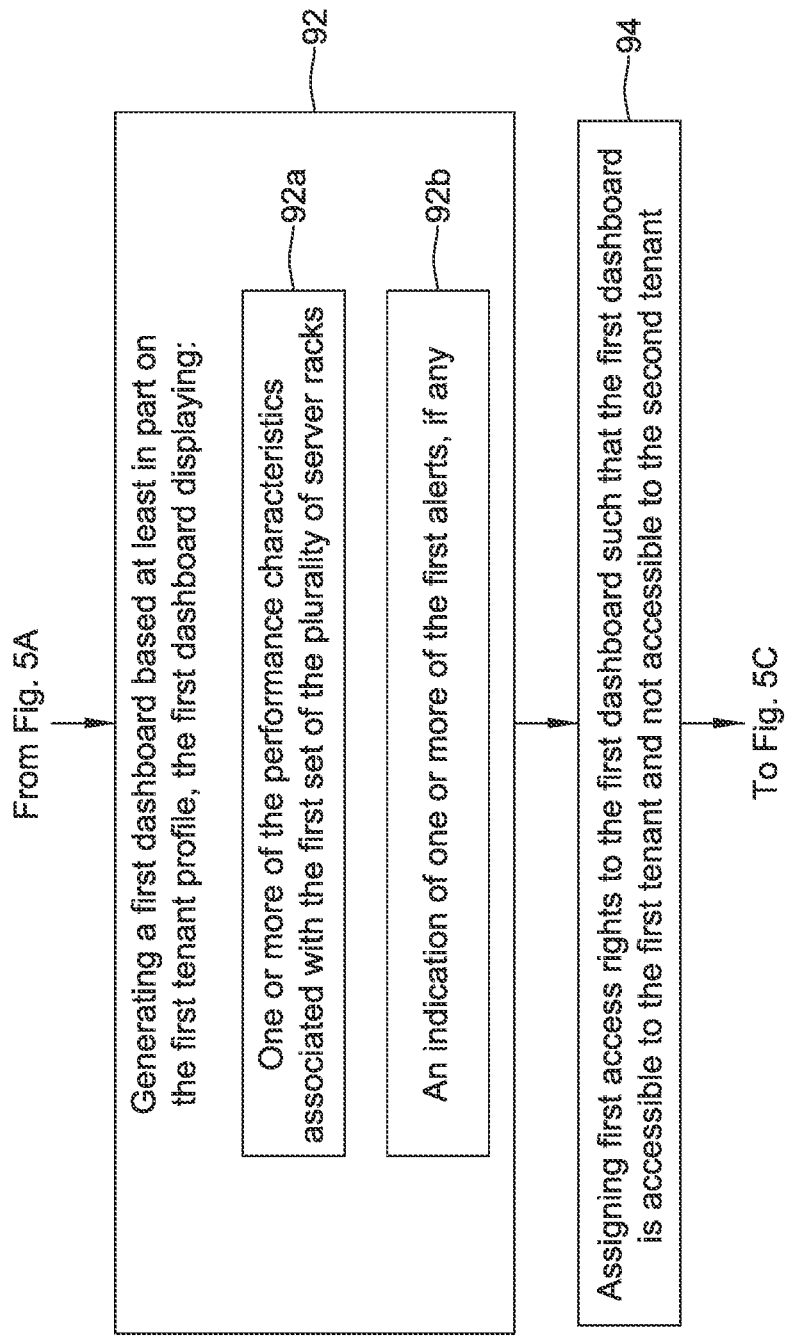 From Fig. 5A
Generating a first dashboard based at least in part on
the first tenant profile, the first dashboard displaying:
92
One or more of the performance characteristics
associated with the first set of the plurality of server racks
92a
An indication of one or more of the first alerts, if any
92b
Assigning first access rights to the first dashboard such that the first dashboard
is accessible to the first tenant and not accessible to the second tenant
94
To Fig. 5C